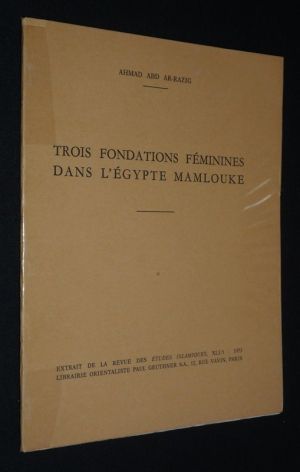 AHMAD ABD AR-RAZIQ
TROIS FONDATIONS FÉMININES
DANS L'ÉGYPTE MAMLOUKE
EXTRAIT DE LA REVUE DES ÉTUDES ISLAMIQUES, XLI/1 - 1973
LIBRAIRIE ORIENTALISTE PAUL GEUTHNER S.A., 12, RUE VAVIN, PARIS